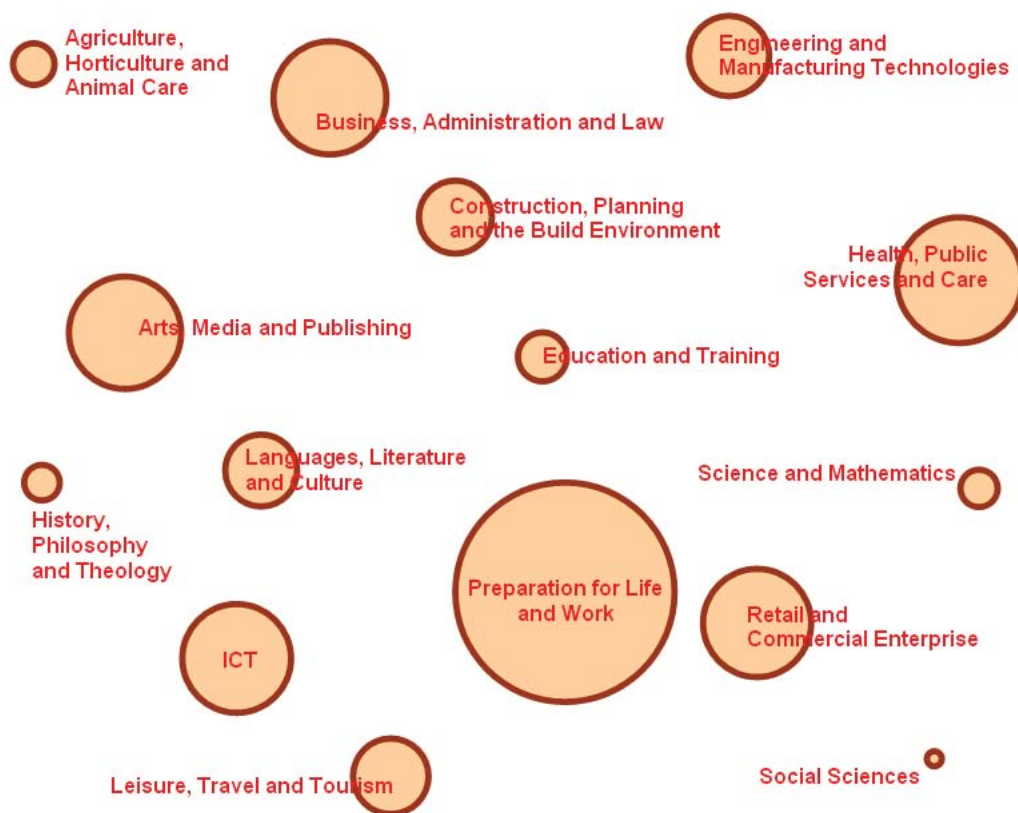 Agriculture,
Horticulture and
Animal Care
Engineering and
Manufacturing Technologies
Business, Administration and Law
Construction, Planning
and the Build Environment
Health, Public
Services and Care
Arts, Media and Publishing
Education and Training
Languages, Literature
and Culture
Science and Mathematics
History,
Philosophy
and Theology
Preparation for Life
and Work
Retail and
Commercial Enterprise
ICT
Leisure, Travel and Tourism
Social Sciences